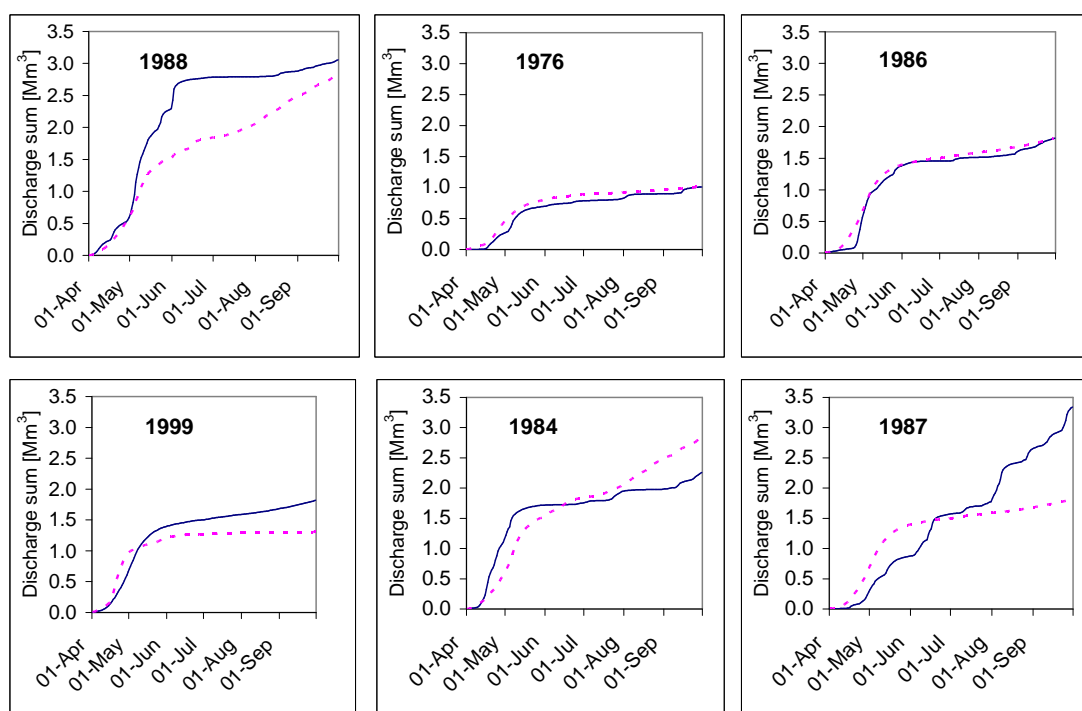 1988
Discharge sum [Mm³]
3.5
3.0
2.5
2.0
1.5
1.0
0.5
0.0
01-Apr
01-May
01-Jun
01-Jul
01-Aug
01-Sep
1976
Discharge sum [Mm³]
3.5
3.0
2.5
2.0
1.5
1.0
0.5
0.0
01-Apr
01-May
01-Jun
01-Jul
01-Aug
01-Sep
1986
Discharge sum [Mm³]
3.5
3.0
2.5
2.0
1.5
1.0
0.5
0.0
01-Apr
01-May
01-Jun
01-Jul
01-Aug
01-Sep
1999
Discharge sum [Mm³]
3.5
3.0
2.5
2.0
1.5
1.0
0.5
0.0
01-Apr
01-May
01-Jun
01-Jul
01-Aug
01-Sep
1984
Discharge sum [Mm³]
3.5
3.0
2.5
2.0
1.5
1.0
0.5
0.0
01-Apr
01-May
01-Jun
01-Jul
01-Aug
01-Sep
1987
Discharge sum [Mm³]
3.5
3.0
2.5
2.0
1.5
1.0
0.5
0.0
01-Apr
01-May
01-Jun
01-Jul
01-Aug
01-Sep